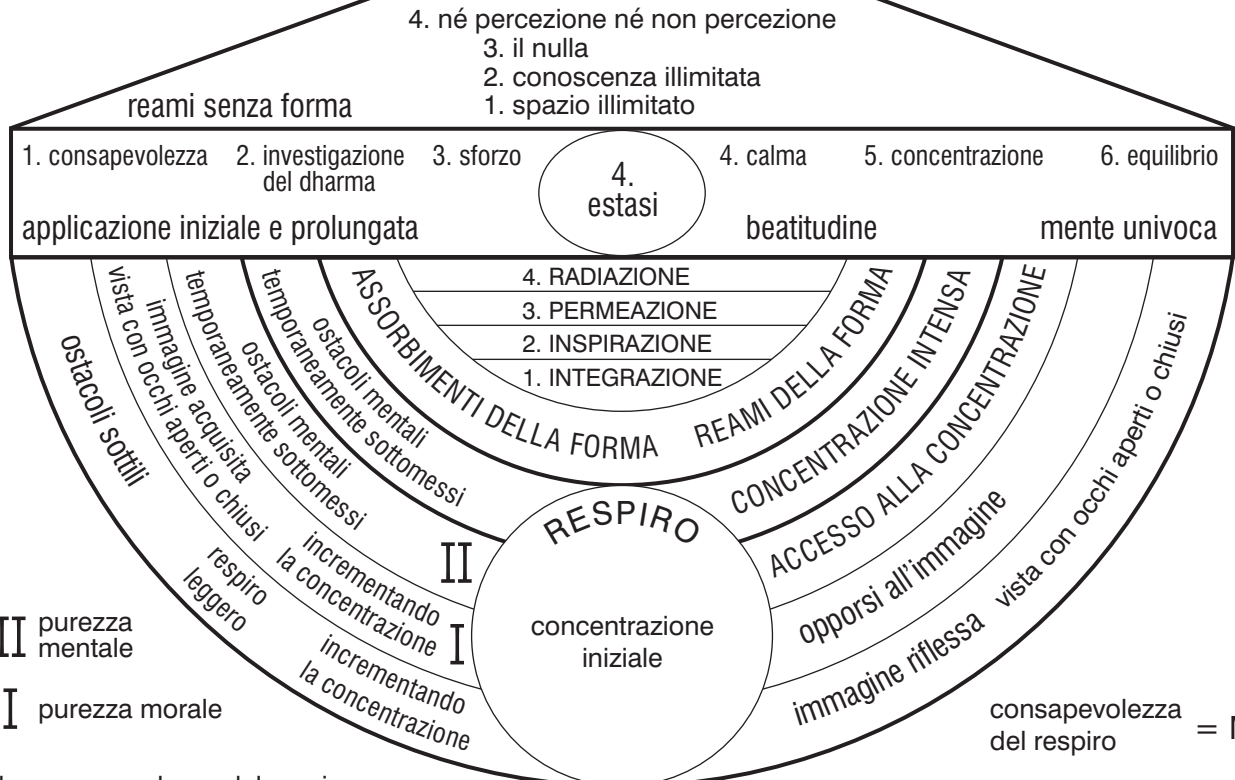 4. né percezione né non percezione
3. il nulla
2. conoscenza illimitata
1. spazio illimitato
reami senza forma
1. consapevolezza
2. investigazione
del dharma
3. sforzo
4.
estasi
4. calma
5. concentrazione
6. equilibrio
applicazione iniziale e prolungata
beatitudine
mente univoca
4. RADIAZIONE
3. PERMEAZIONE
2. INSPIRAZIONE
1. INTEGRAZIONE
ASSORBIMENTI DELLA FORMA
REAMI DELLA FORMA
ostacoli mentali
temporaneamente sottomessi
CONCENTRAZIONE INTENSA
ostacoli mentali
temporaneamente sottomessi
II
ACCESSO ALLA CONCENTRAZIONE
immagine acquisita
vista con occhi aperti o chiusi
incrementando
la concentrazione
I
opporsi all'immagine
ostacoli sottili
respiro
leggero
incrementando
la concentrazione
immagine riflessa
vista con occhi aperti o chiusi
RESPIRO
concentrazione
iniziale
II purezza
mentale
I purezza morale
consapevolezza
del respiro
=